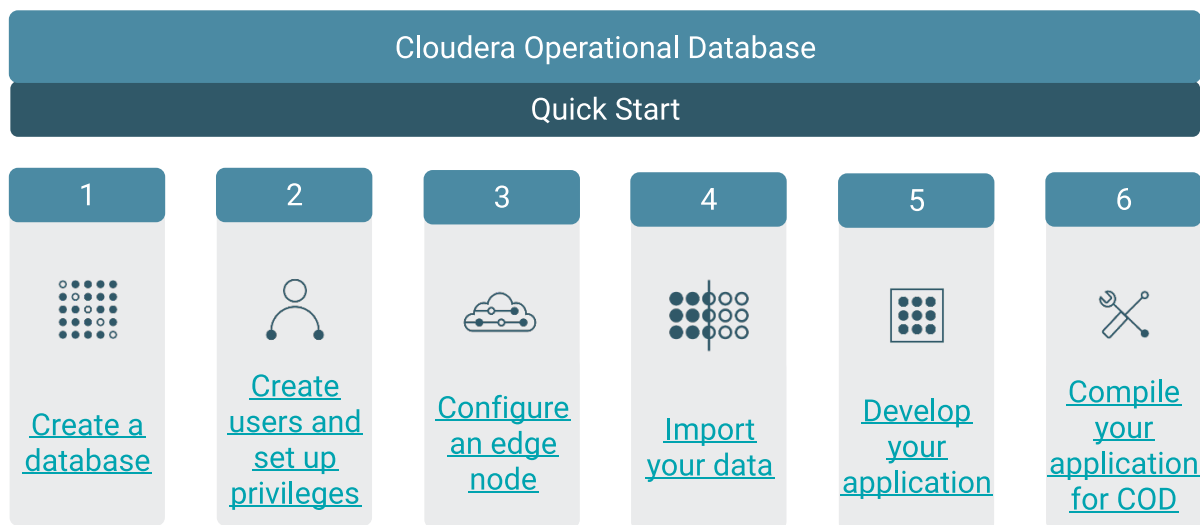 Cloudera Operational Database
Quick Start
1
Create a
database
2
Create
users and
set up
privileges
3
Configure
an edge
node
4
Import
your data
5
Develop
your
application
6
Compile
your
application
for COD